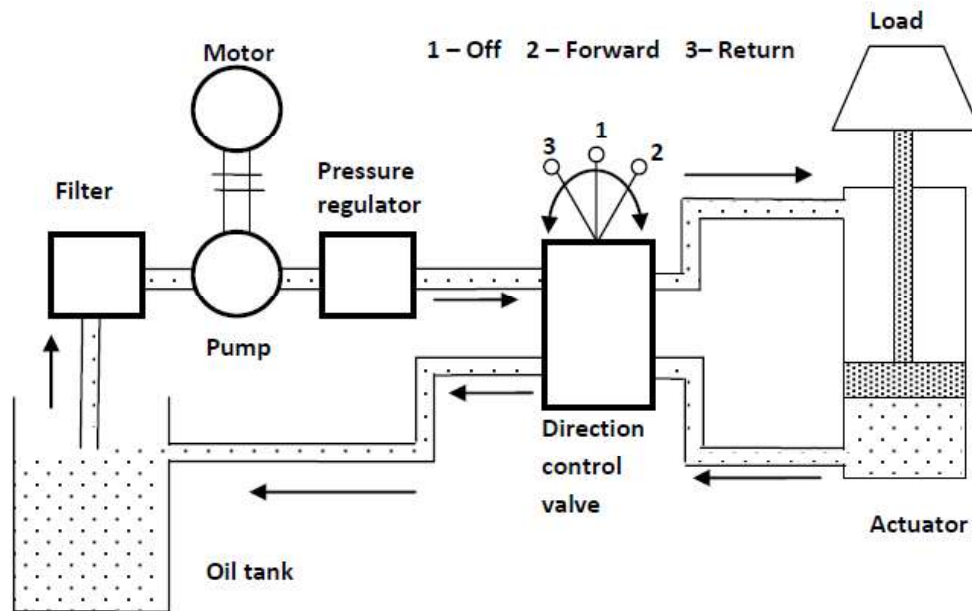 Load
Motor
1 – Off 2 – Forward 3– Return
1
3
2
Filter
Pressure
regulator
Pump
Direction
control
valve
Actuator
Oil tank